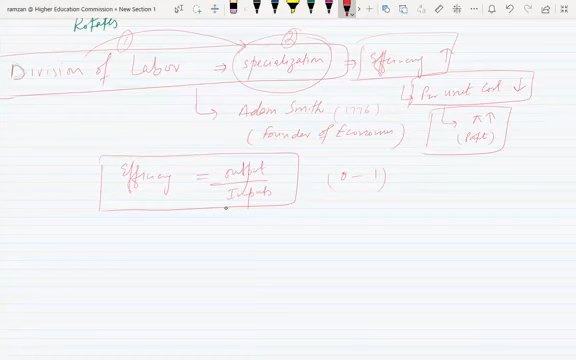 ramzan @ Higher Education Commission » New Section 1
Rotates
① ②
Division of Labor ⇒ specialization ⇒ Efficiency ↑
↳ Per unit cost ↓
↳ Adam Smith (1776) ↳ π ↑
(Founder of Economics) (Profit)
Efficiency = output / Inputs (0 – 1)